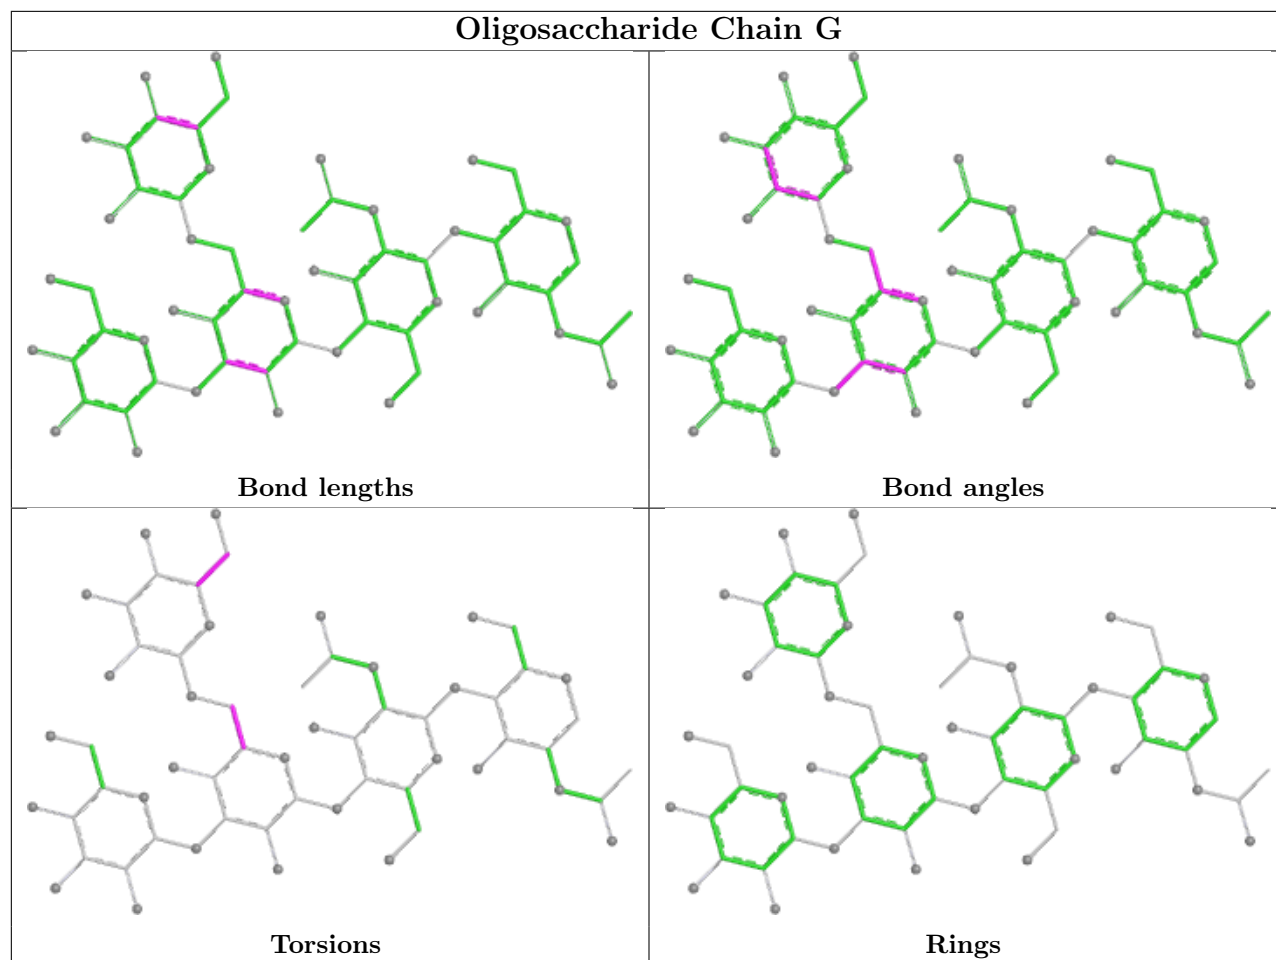 Oligosaccharide Chain G
Bond lengths
Bond angles
Torsions
Rings